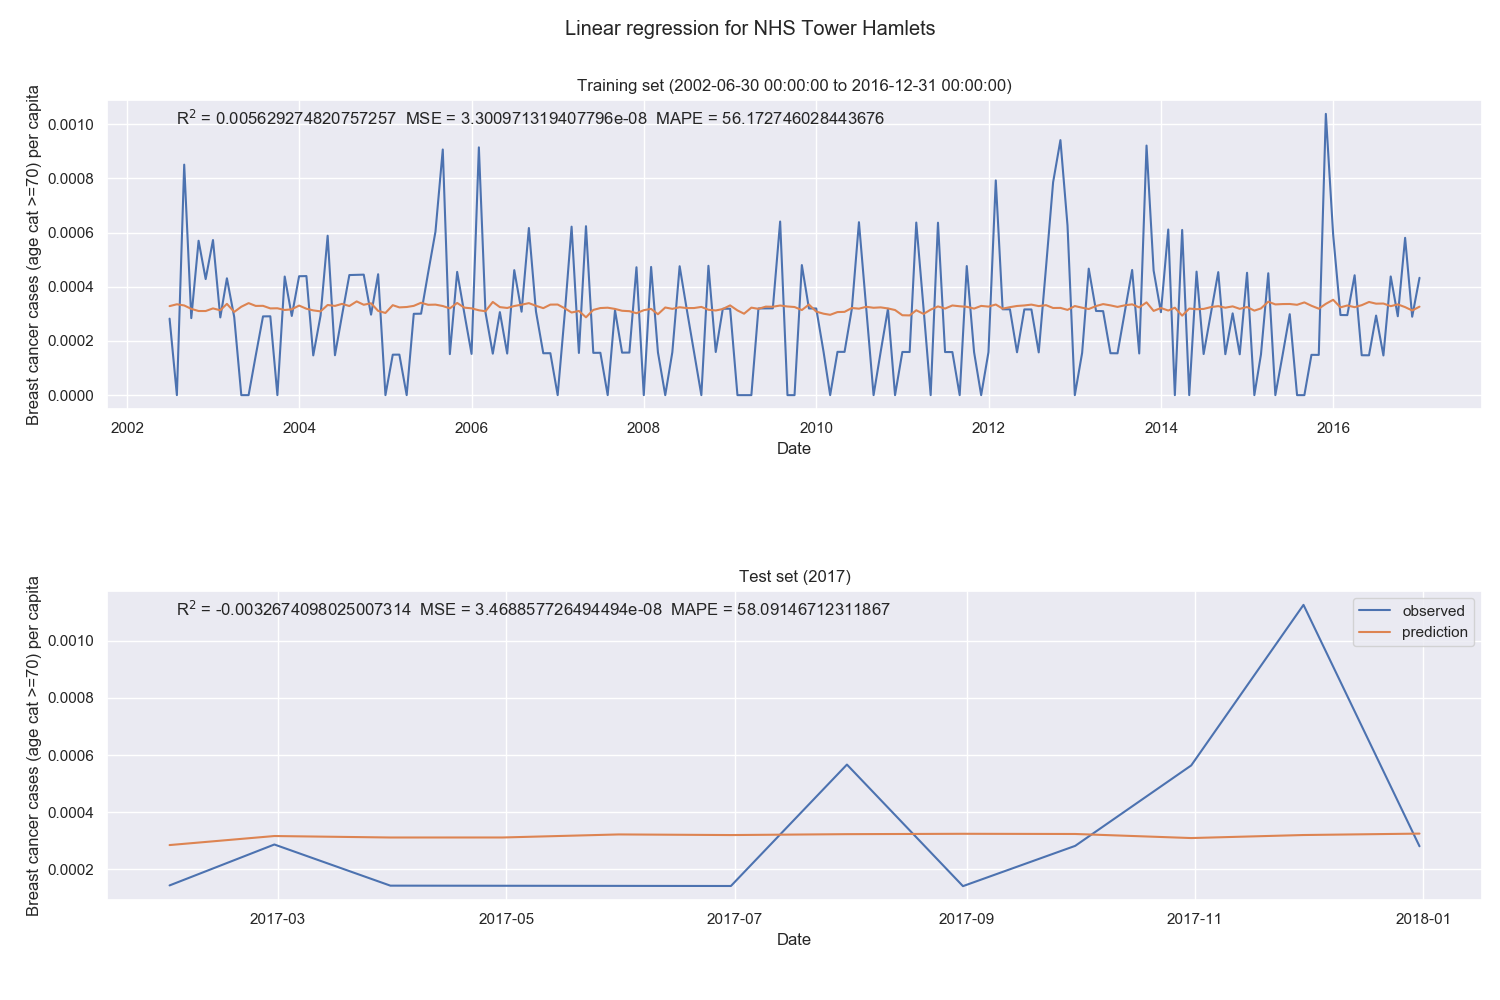 Linear regression for NHS Tower Hamlets
Training set (2002-06-30 00:00:00 to 2016-12-31 00:00:00)
R² = 0.005629274820757257 MSE = 3.300971319407796e-08 MAPE = 56.172746028443676
Breast cancer cases (age cat >=70) per capita
0.0010
0.0008
0.0006
0.0004
0.0002
0.0000
2002 2004 2006 2008 2010 2012 2014 2016
Date
Test set (2017)
R² = -0.0032674098025007314 MSE = 3.468857726494494e-08 MAPE = 58.09146712311867
observed
prediction
Breast cancer cases (age cat >=70) per capita
0.0010
0.0008
0.0006
0.0004
0.0002
2017-03 2017-05 2017-07 2017-09 2017-11 2018-01
Date